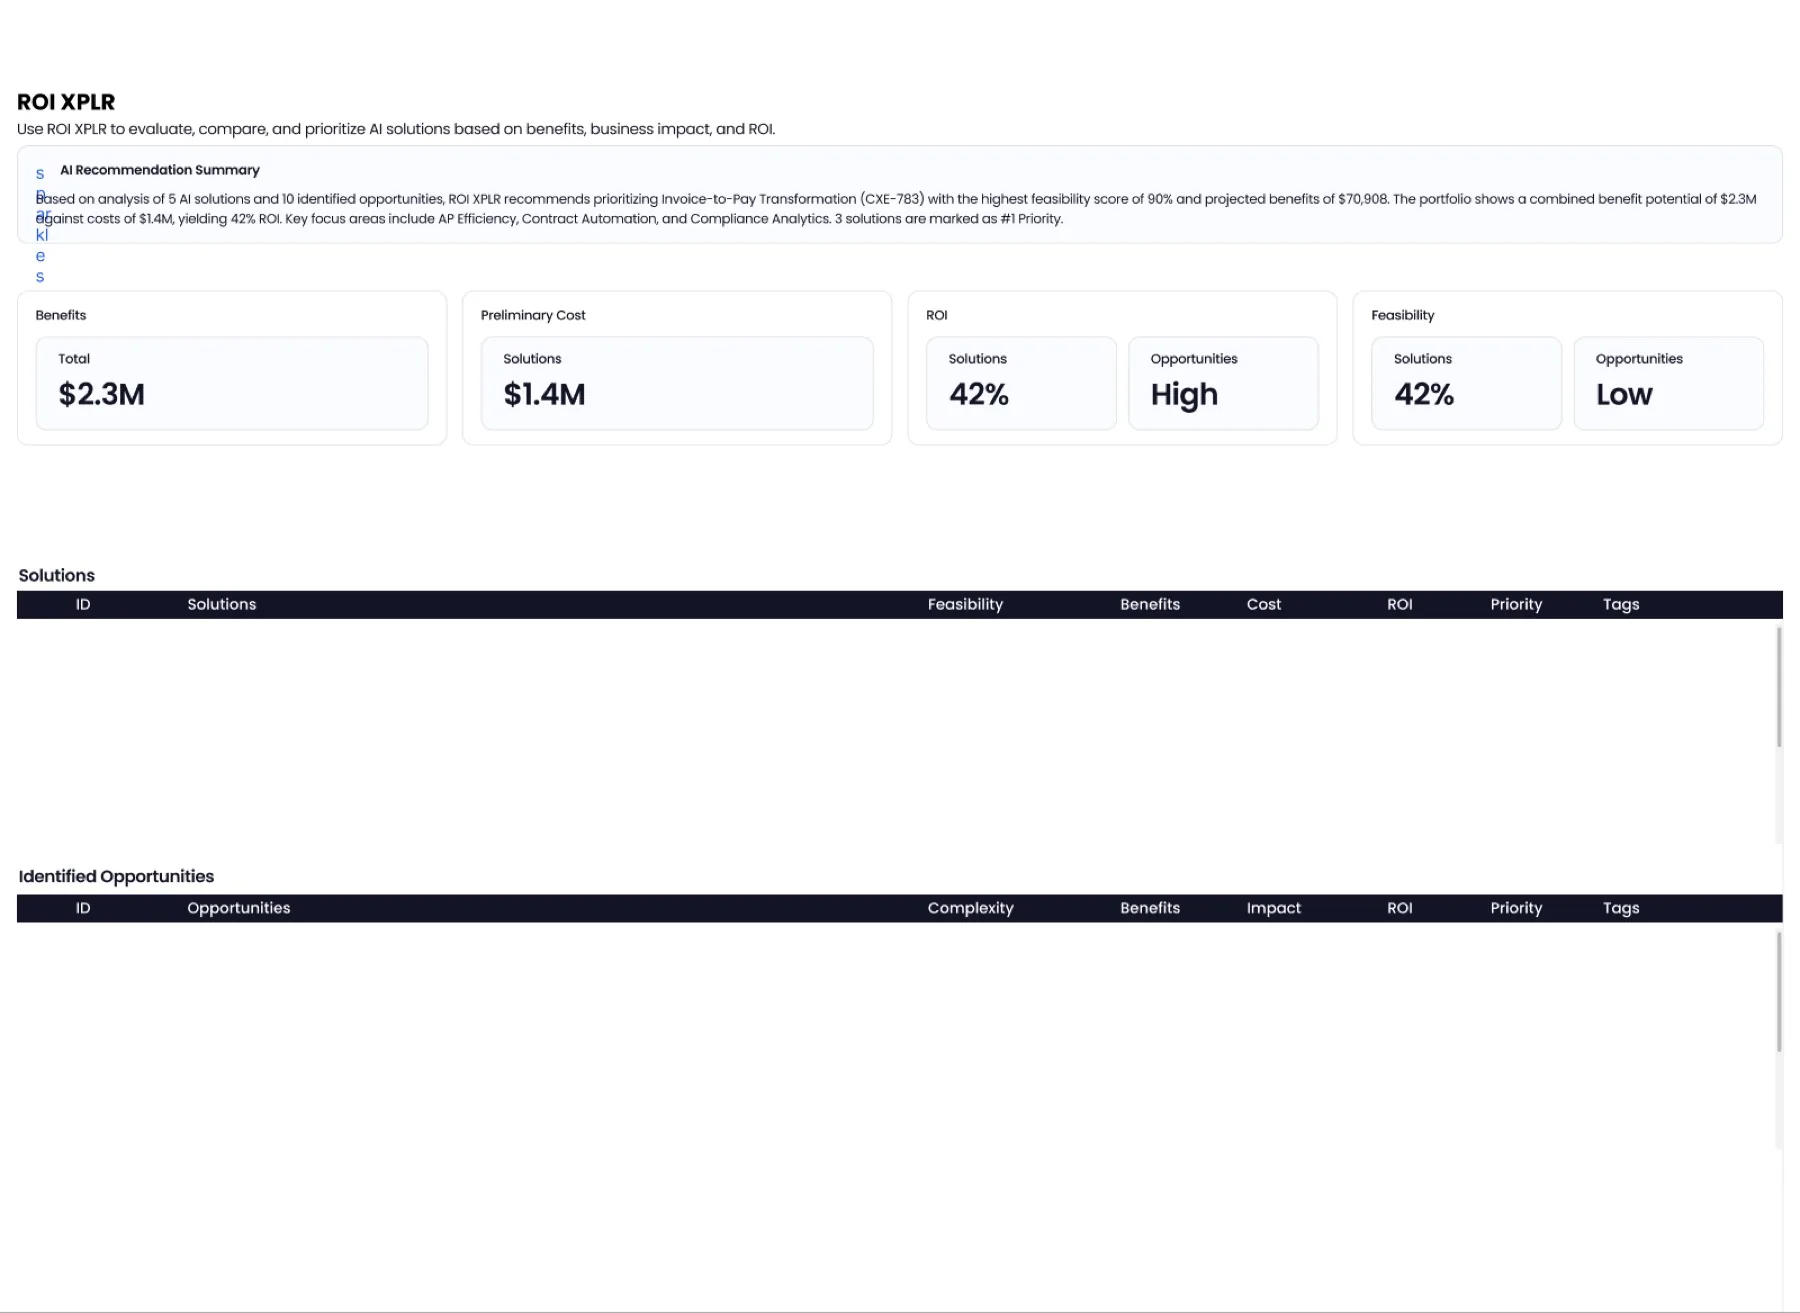 ROI XPLR
Use ROI XPLR to evaluate, compare, and prioritize AI solutions based on benefits, business impact, and ROI.
sparkles
AI Recommendation Summary
Based on analysis of 5 AI solutions and 10 identified opportunities, ROI XPLR recommends prioritizing Invoice-to-Pay Transformation (CXE-783) with the highest feasibility score of 90% and projected benefits of $70,908. The portfolio shows a combined benefit potential of $2.3M
against costs of $1.4M, yielding 42% ROI. Key focus areas include AP Efficiency, Contract Automation, and Compliance Analytics. 3 solutions are marked as #1 Priority.
Benefits
Total
$2.3M
Preliminary Cost
Solutions
$1.4M
ROI
Solutions
42%
Opportunities
High
Feasibility
Solutions
42%
Opportunities
Low
Solutions
ID Solutions Feasibility Benefits Cost ROI Priority Tags
Identified Opportunities
ID Opportunities Complexity Benefits Impact ROI Priority Tags